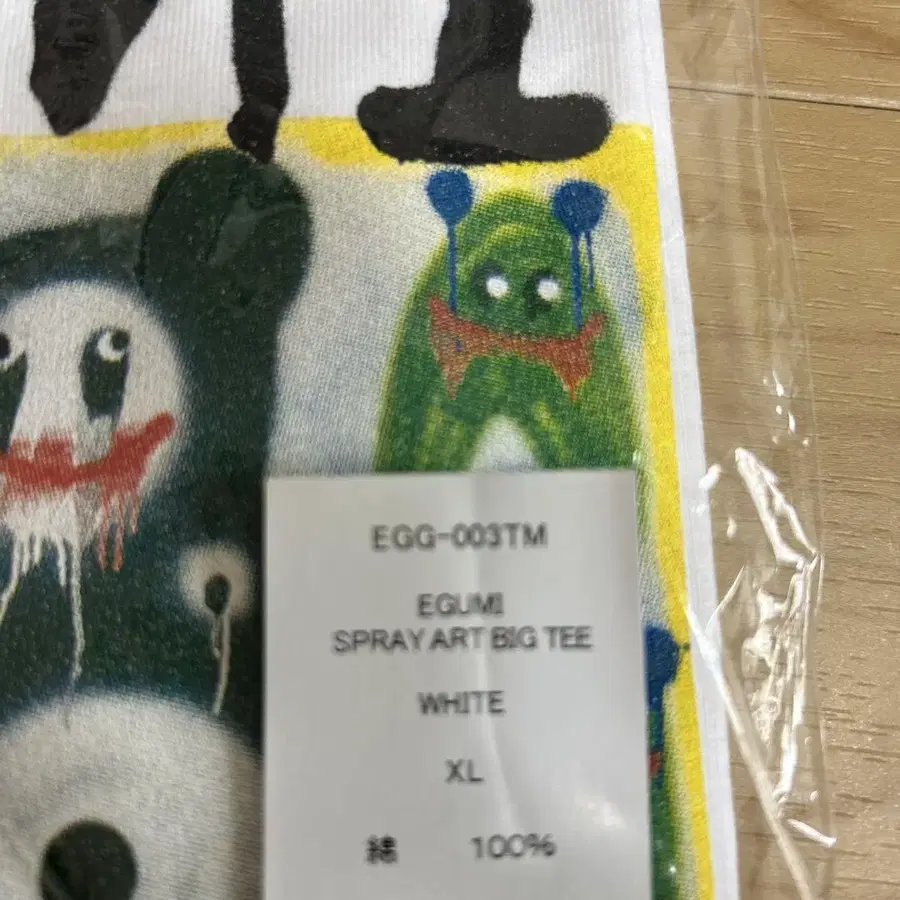 EGG-003TM
EGUMI
SPRAY ART BIG TEE
WHITE
XL
綿 100%